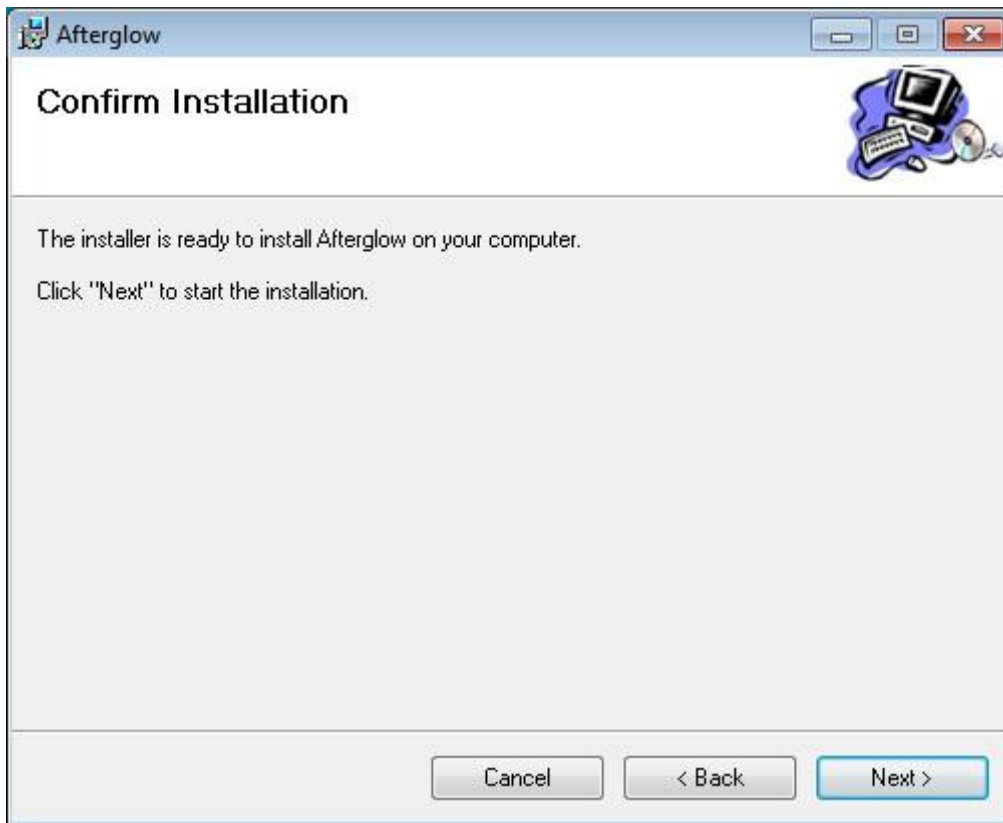 Afterglow
Confirm Installation
The installer is ready to install Afterglow on your computer.
Click "Next" to start the installation.
Cancel
< Back
Next >